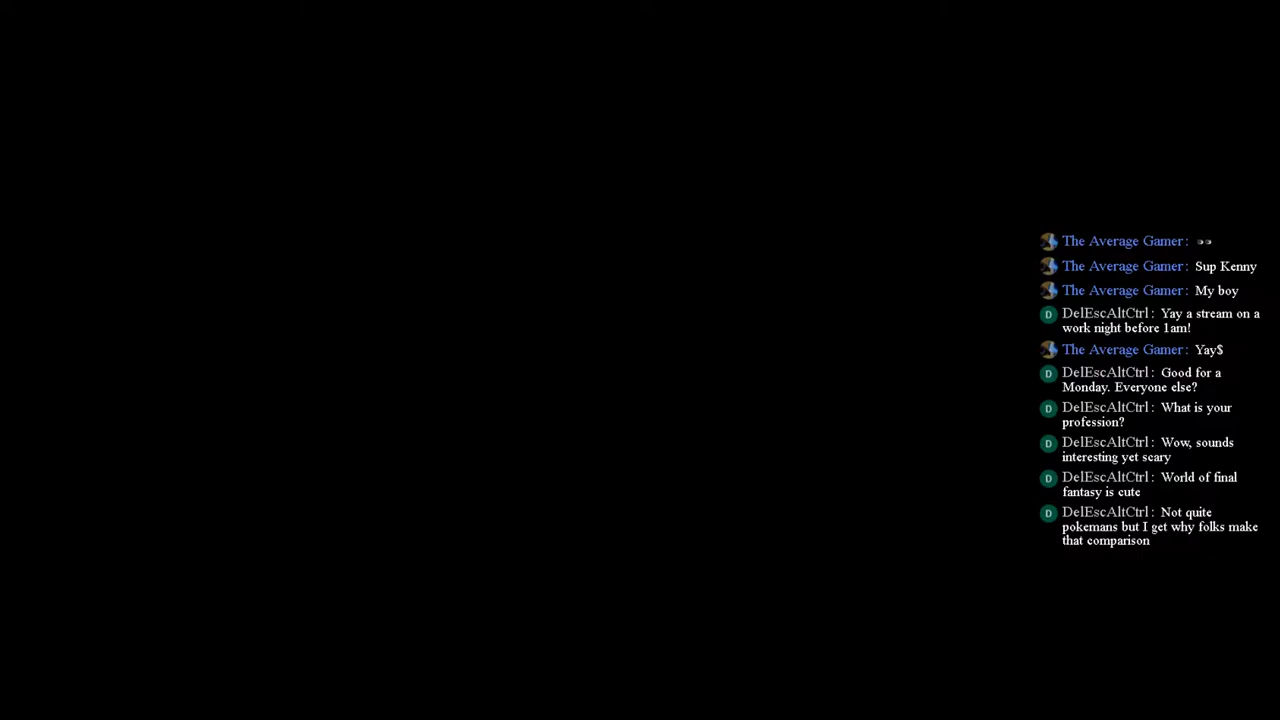 The Average Gamer: 👀
The Average Gamer: Sup Kenny
The Average Gamer: My boy
D DelEscAltCtrl: Yay a stream on a
work night before 1am!
The Average Gamer: Yay$
D DelEscAltCtrl: Good for a
Monday. Everyone else?
D DelEscAltCtrl: What is your
profession?
D DelEscAltCtrl: Wow, sounds
interesting yet scary
D DelEscAltCtrl: World of final
fantasy is cute
D DelEscAltCtrl: Not quite
pokemans but I get why folks make
that comparison